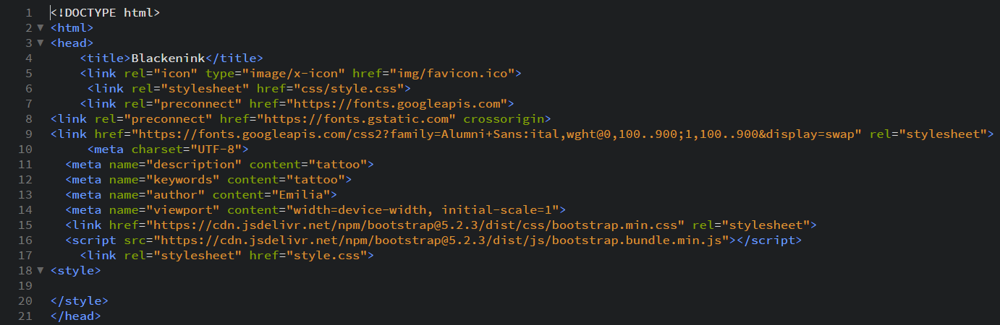 1 <!DOCTYPE html>
2 <html>
3 <head>
4     <title>Blackenink</title>
5     <link rel="icon" type="image/x-icon" href="img/favicon.ico">
6      <link rel="stylesheet" href="css/style.css">
7     <link rel="preconnect" href="https://fonts.googleapis.com">
8 <link rel="preconnect" href="https://fonts.gstatic.com" crossorigin>
9 <link href="https://fonts.googleapis.com/css2?family=Alumni+Sans:ital,wght@0,100..900;1,100..900&display=swap" rel="stylesheet">
10      <meta charset="UTF-8">
11   <meta name="description" content="tattoo">
12   <meta name="keywords" content="tattoo">
13   <meta name="author" content="Emilia">
14   <meta name="viewport" content="width=device-width, initial-scale=1">
15   <link href="https://cdn.jsdelivr.net/npm/bootstrap@5.2.3/dist/css/bootstrap.min.css" rel="stylesheet">
16   <script src="https://cdn.jsdelivr.net/npm/bootstrap@5.2.3/dist/js/bootstrap.bundle.min.js"></script>
17     <link rel="stylesheet" href="style.css">
18 <style>
19
20 </style>
21 </head>